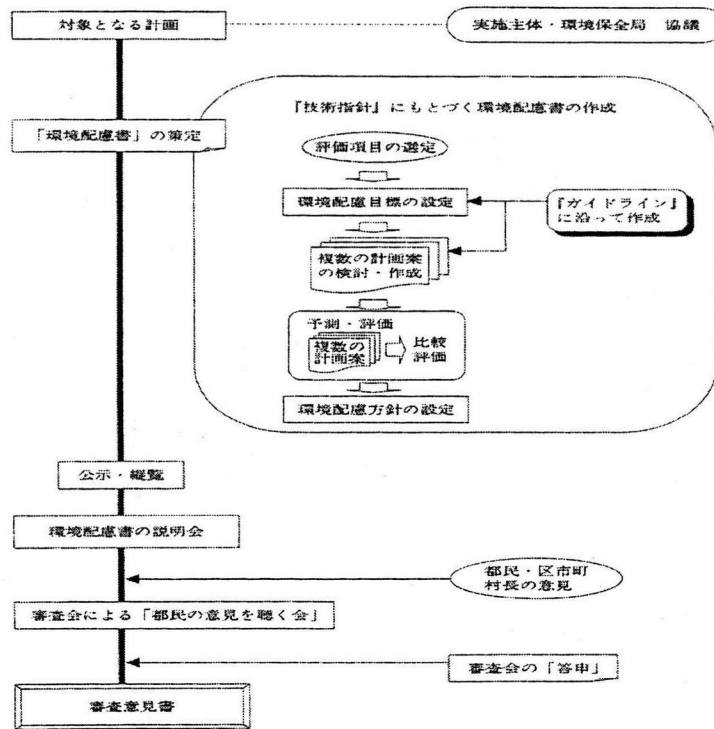 対象となる計画
実施主体・環境保全局　協議
『技術指針』にもとづく環境配慮書の作成
「環境配慮書」の策定
評価項目の選定
環境配慮目標の設定
『ガイドライン』
に沿って作成
複数の計画案
の検討・作成
予測・評価
複数の
計画案
比較
評価
環境配慮方針の設定
公示・縦覧
環境配慮書の説明会
都民・区市町
村長の意見
審査会による「都民の意見を聴く会」
審査会の「答申」
審査意見書